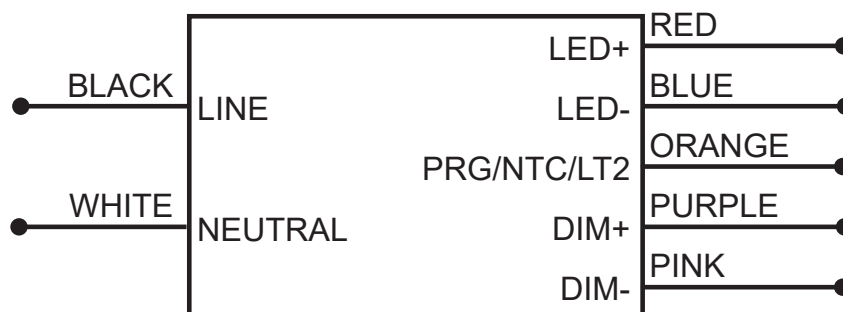 RED
LED+
BLACK
BLUE
LINE
LED-
ORANGE
PRG/NTC/LT2
WHITE
PURPLE
NEUTRAL
DIM+
PINK
DIM-